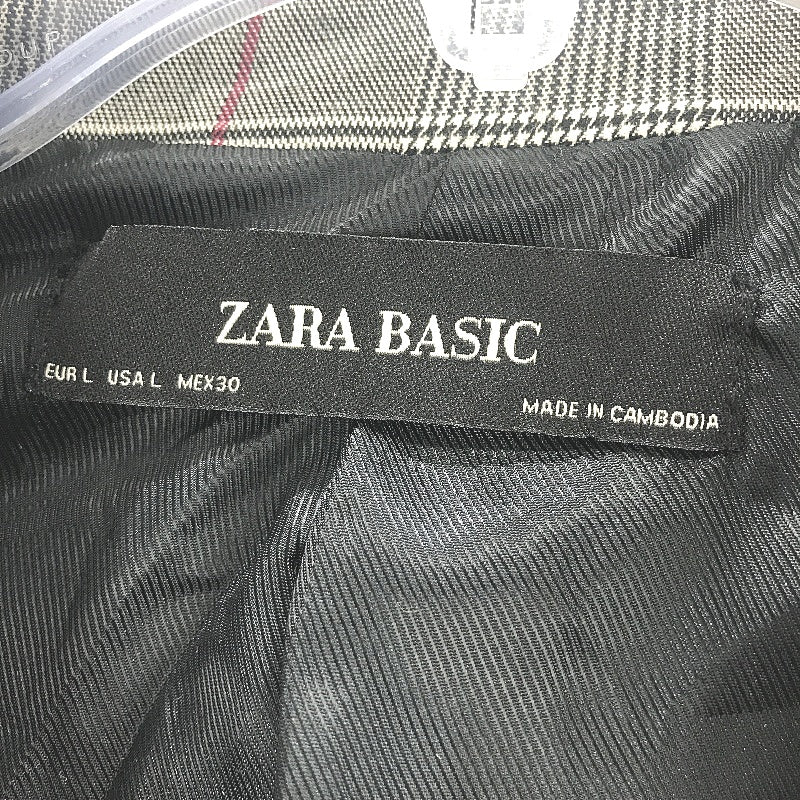 ZARA BASIC
EUR L USA L MEX30
MADE IN CAMBODIA